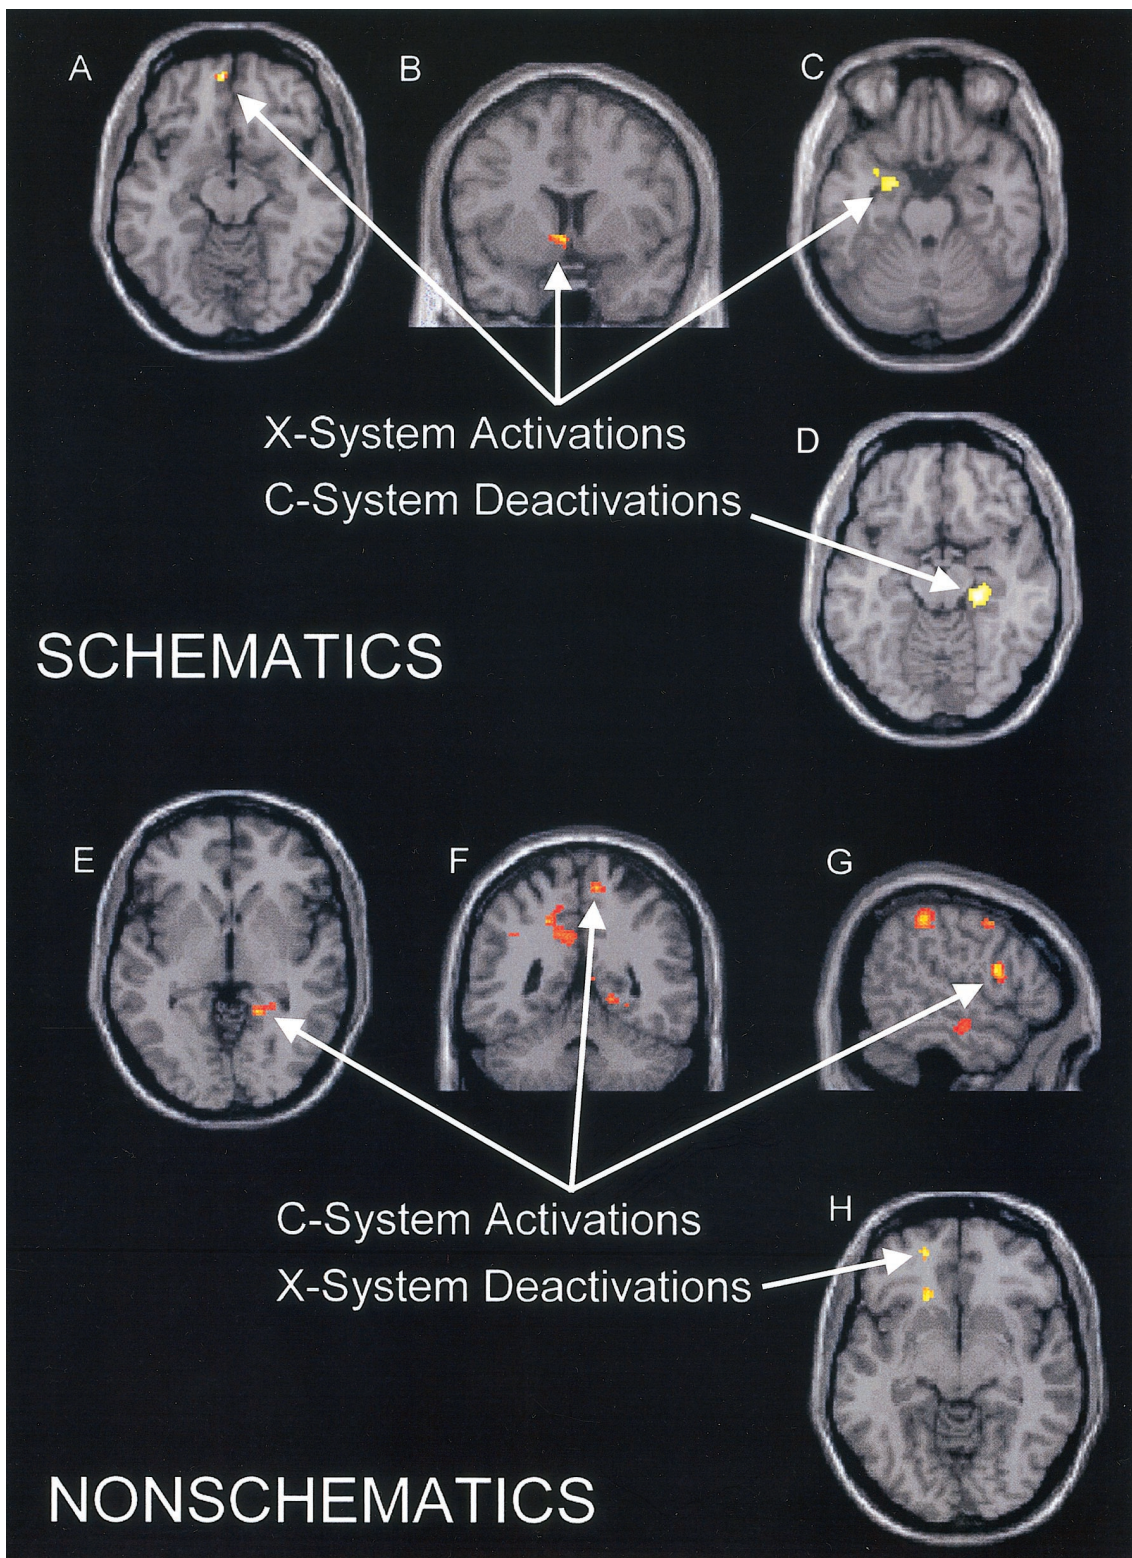 A
B
C
X-System Activations
D
C-System Deactivations
SCHEMATICS
E
F
G
C-System Activations
H
X-System Deactivations
NONSCHEMATICS